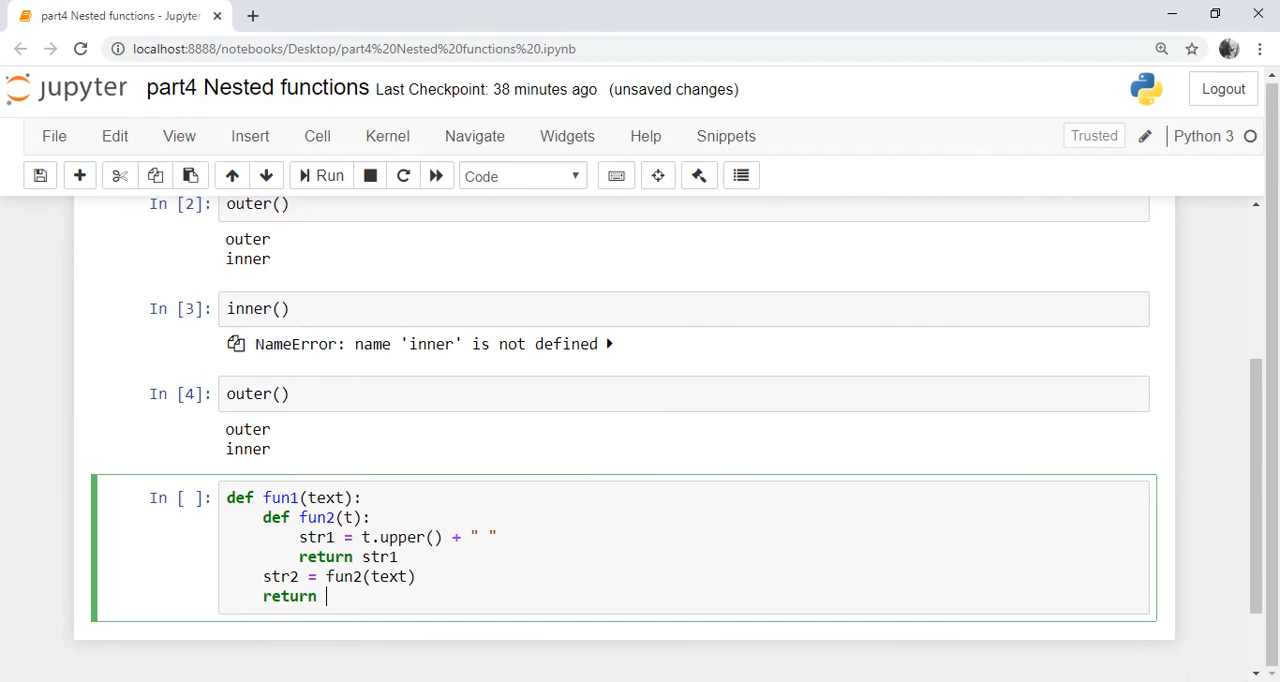 part4 Nested functions - Jupyter
localhost:8888/notebooks/Desktop/part4%20Nested%20functions%20.ipynb
jupyter part4 Nested functions Last Checkpoint: 38 minutes ago (unsaved changes)
Logout
File Edit View Insert Cell Kernel Navigate Widgets Help Snippets
Trusted Python 3
Run Code
In [2]: outer()
outer
inner
In [3]: inner()
NameError: name 'inner' is not defined
In [4]: outer()
outer
inner
In [ ]: def fun1(text):
def fun2(t):
str1 = t.upper() + " "
return str1
str2 = fun2(text)
return